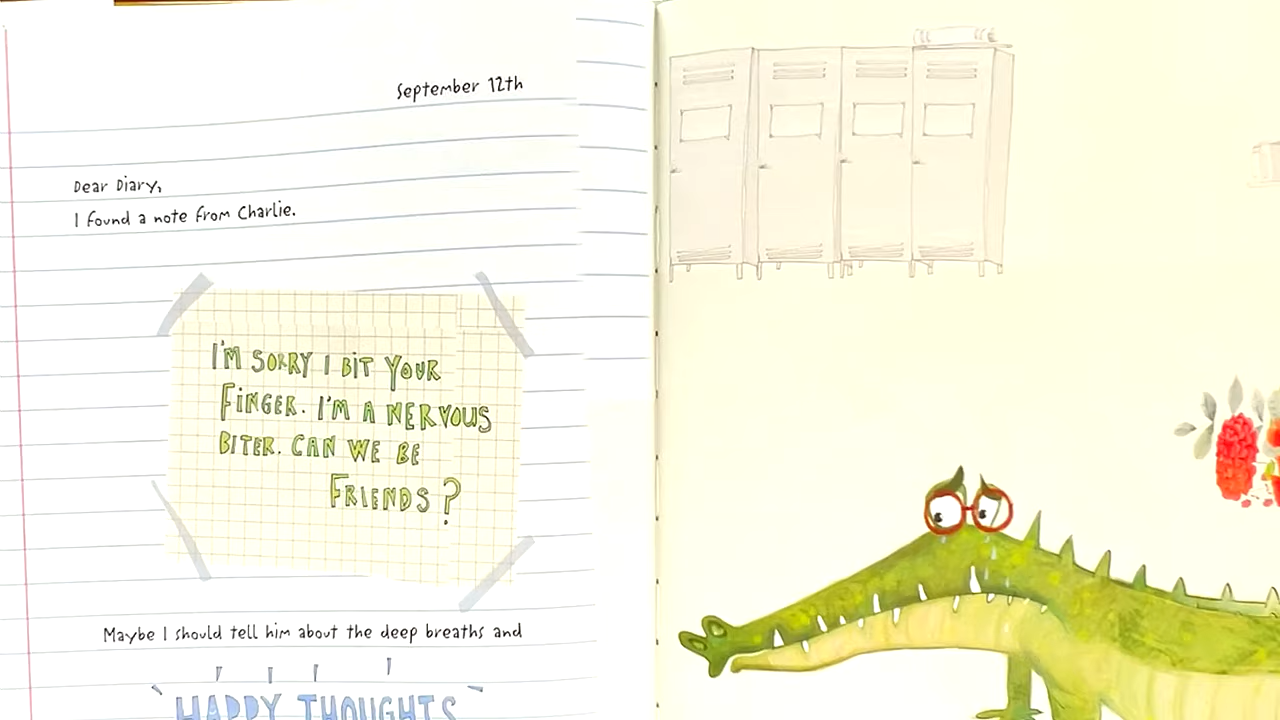 September 12th
Dear Diary,
I found a note from Charlie.
I'M SORRY I BIT YOUR
FINGER. I'M A NERVOUS
BITER. CAN WE BE
FRIENDS?
Maybe I should tell him about the deep breaths and
HAPPY THOUGHTS